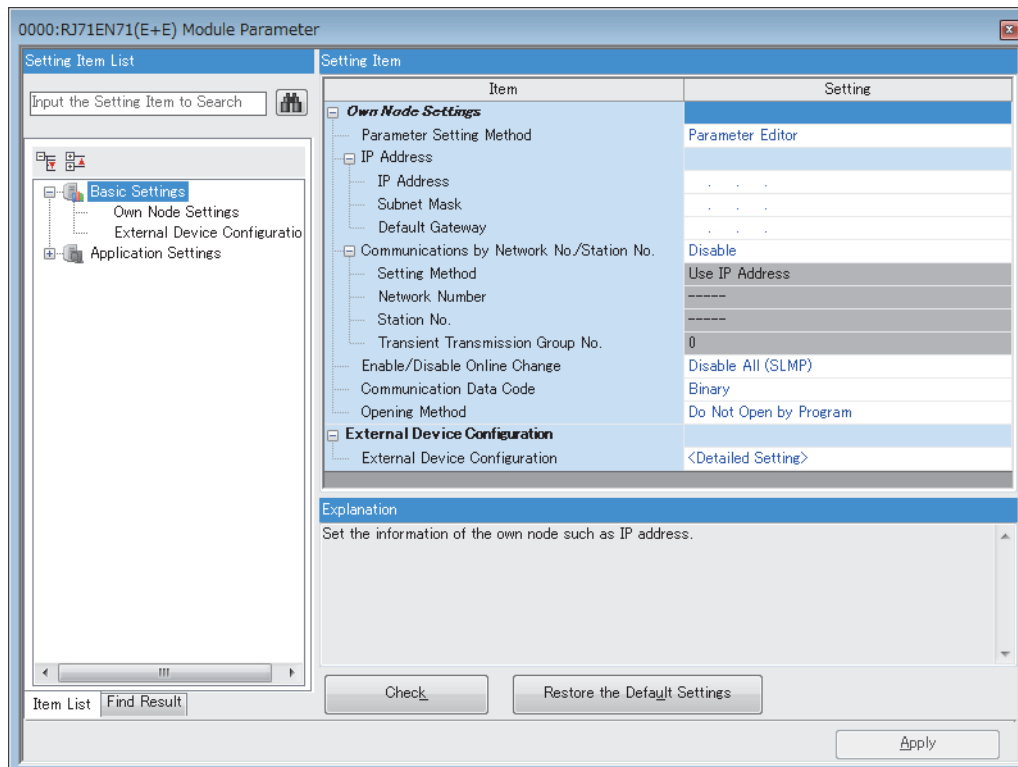 0000:RJ71EN71(E+E) Module Parameter
Setting Item List
Input the Setting Item to Search
Basic Settings
Own Node Settings
External Device Configuratio
Application Settings
Item List
Find Result
Setting Item
Item Setting
Own Node Settings
Parameter Setting Method Parameter Editor
IP Address
IP Address . . .
Subnet Mask . . .
Default Gateway . . .
Communications by Network No./Station No. Disable
Setting Method Use IP Address
Network Number -----
Station No. -----
Transient Transmission Group No. 0
Enable/Disable Online Change Disable All (SLMP)
Communication Data Code Binary
Opening Method Do Not Open by Program
External Device Configuration
External Device Configuration <Detailed Setting>
Explanation
Set the information of the own node such as IP address.
Check
Restore the Default Settings
Apply